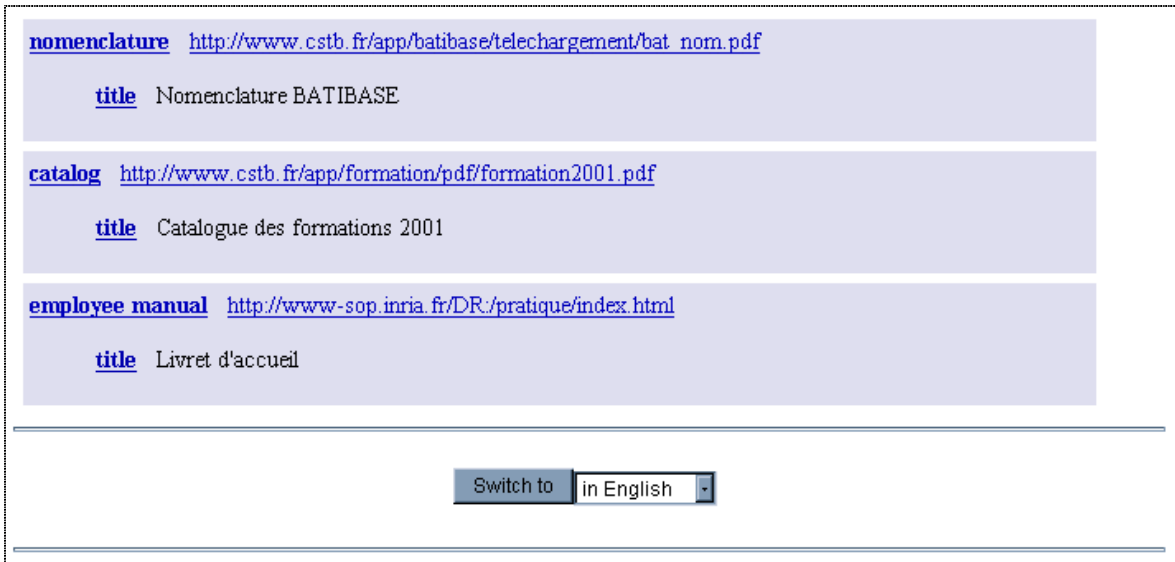 nomenclature http://www.cstb.fr/app/batibase/telechargement/bat_nom.pdf
title Nomenclature BATIBASE
catalog http://www.cstb.fr/app/formation/pdf/formation2001.pdf
title Catalogue des formations 2001
employee manual http://www-sop.inria.fr/DR:/pratique/index.html
title Livret d'accueil
Switch to in English